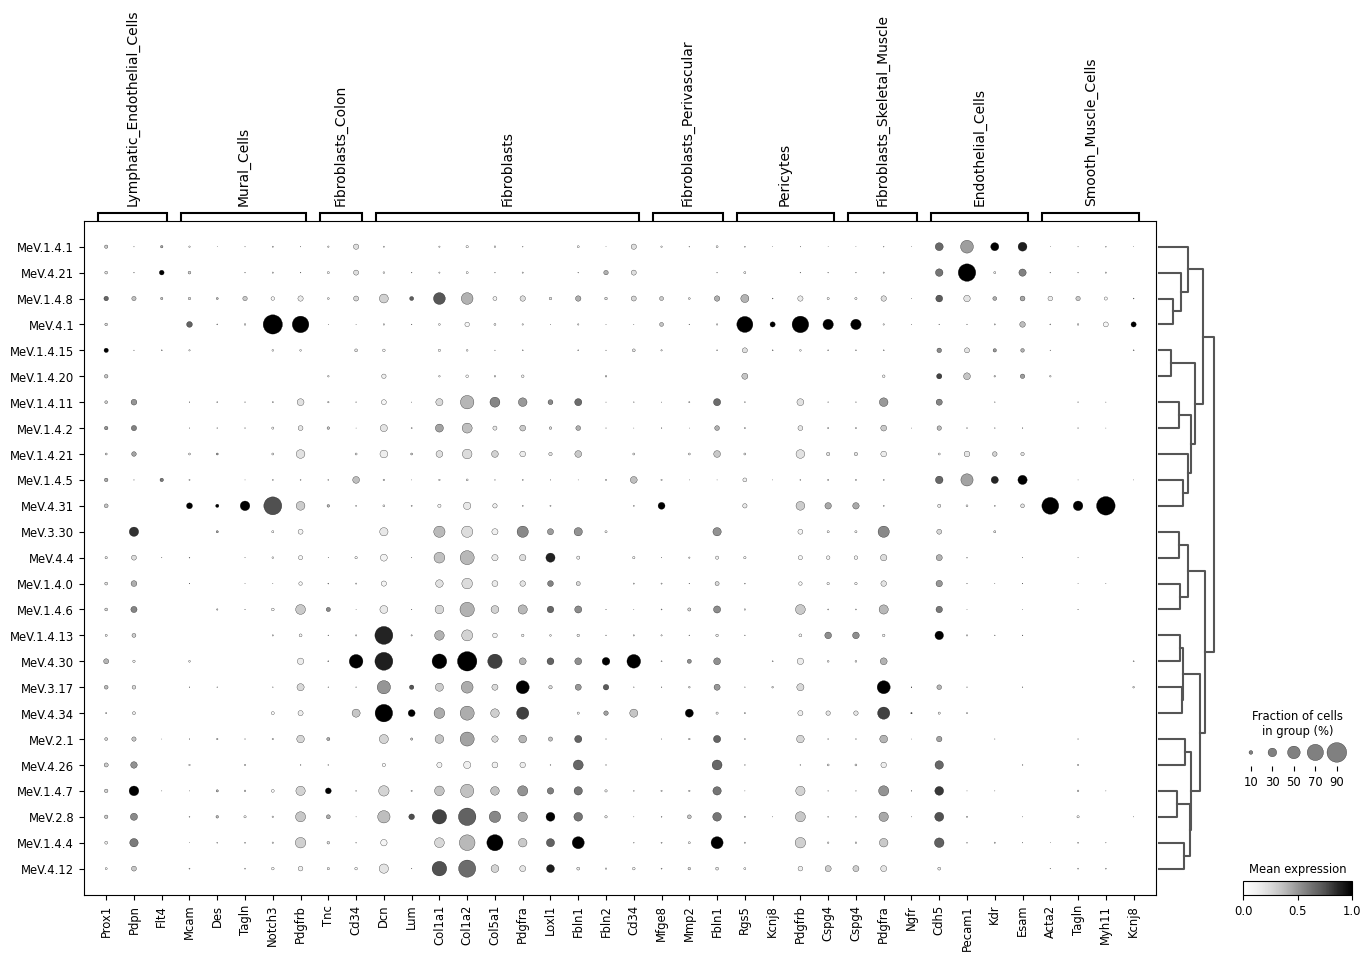 Lymphatic_Endothelial_Cells
Mural_Cells
Fibroblasts_Colon
Fibroblasts
Fibroblasts_Perivascular
Pericytes
Fibroblasts_Skeletal_Muscle
Endothelial_Cells
Smooth_Muscle_Cells
MeV.1.4.1
MeV.4.21
MeV.1.4.8
MeV.4.1
MeV.1.4.15
MeV.1.4.20
MeV.1.4.11
MeV.1.4.2
MeV.1.4.21
MeV.1.4.5
MeV.4.31
MeV.3.30
MeV.4.4
MeV.1.4.0
MeV.1.4.6
MeV.1.4.13
MeV.4.30
MeV.3.17
MeV.4.34
MeV.2.1
MeV.4.26
MeV.1.4.7
MeV.2.8
MeV.1.4.4
MeV.4.12
Prox1
Pdpn
Flt4
Mcam
Des
Tagln
Notch3
Pdgfrb
Tnc
Cd34
Dcn
Lum
Col1a1
Col1a2
Col5a1
Pdgfra
Loxl1
Fbln1
Fbln2
Cd34
Mfge8
Mmp2
Fbln1
Rgs5
Kcnj8
Pdgfrb
Cspg4
Cspg4
Pdgfra
Ngfr
Cdh5
Pecam1
Kdr
Esam
Acta2
Tagln
Myh11
Kcnj8
Fraction of cells
in group (%)
10 30 50 70 90
Mean expression
0.0 0.5 1.0